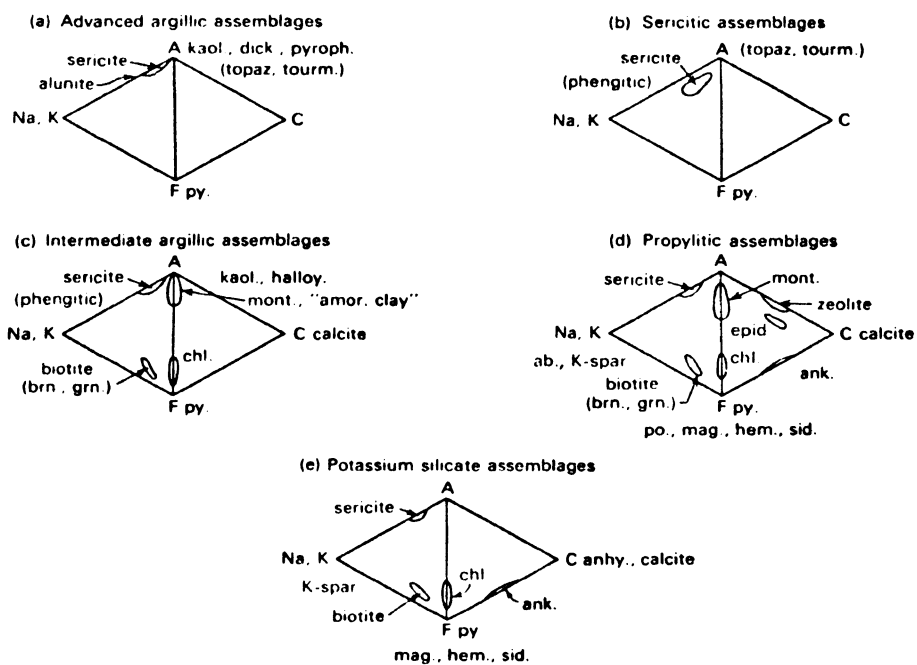 (a) Advanced argillic assemblages
A kaol., dick., pyroph.
(topaz, tourm.)
sericite
alunite
Na, K
C
F py.
(b) Sericitic assemblages
A (topaz, tourm.)
sericite
(phengitic)
Na, K
C
F py.
(c) Intermediate argillic assemblages
A
kaol., halloy.
sericite
(phengitic)
mont., "amor. clay"
Na, K
C calcite
chl.
biotite
(brn., grn.)
F py.
(d) Propylitic assemblages
A
sericite
mont.
zeolite
Na, K
epid
C calcite
ab., K-spar
chl.
ank.
biotite
(brn., grn.)
F py.
po., mag., hem., sid.
(e) Potassium silicate assemblages
A
sericite
Na, K
C anhy., calcite
K-spar
chl
ank.
biotite
F py
mag., hem., sid.